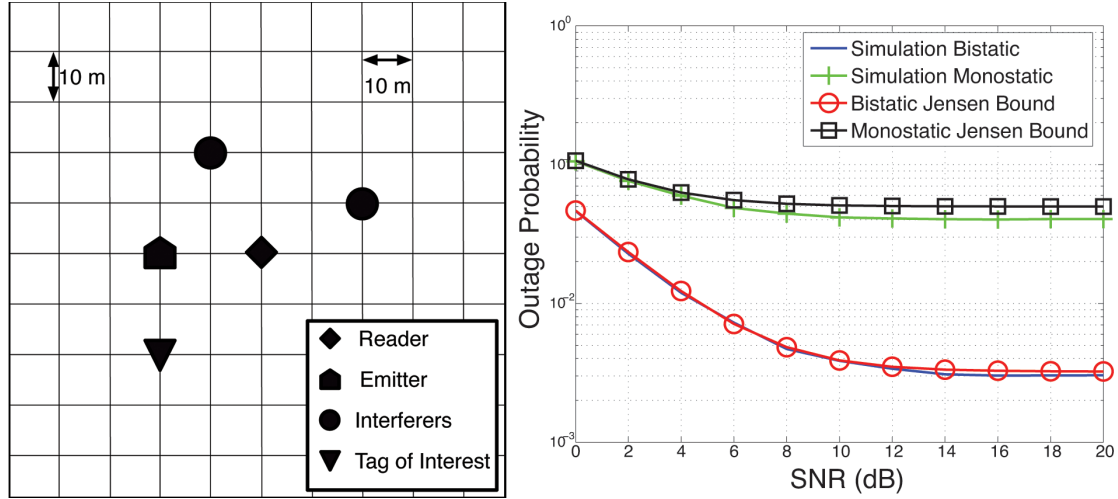 10 m
10 m
Reader
Emitter
Interferers
Tag of Interest
Simulation Bistatic
Simulation Monostatic
Bistatic Jensen Bound
Monostatic Jensen Bound
Outage Probability
10^0
10^-2
10^-3
0 2 4 6 8 10 12 14 16 18 20
SNR (dB)